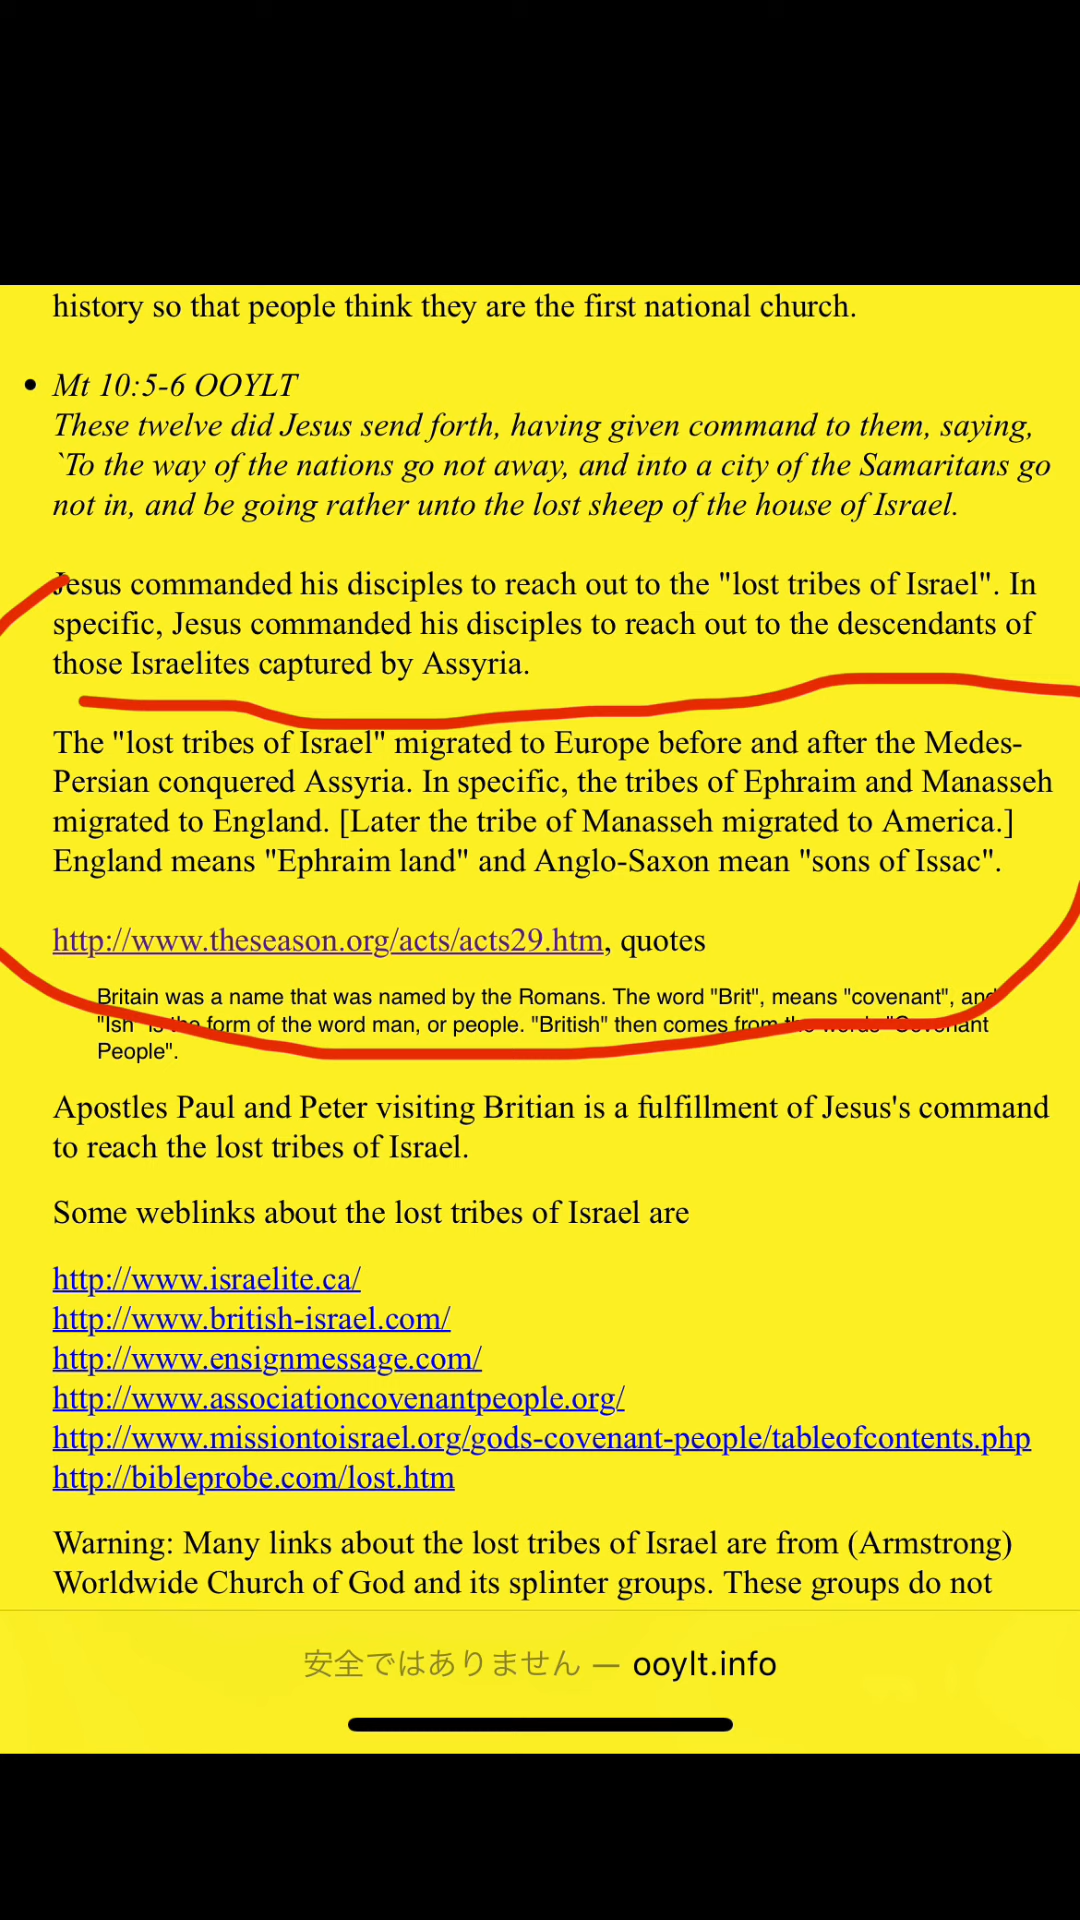 history so that people think they are the first national church.
• Mt 10:5-6 OOYLT
These twelve did Jesus send forth, having given command to them, saying,
`To the way of the nations go not away, and into a city of the Samaritans go
not in, and be going rather unto the lost sheep of the house of Israel.
Jesus commanded his disciples to reach out to the "lost tribes of Israel". In
specific, Jesus commanded his disciples to reach out to the descendants of
those Israelites captured by Assyria.
The "lost tribes of Israel" migrated to Europe before and after the Medes-
Persian conquered Assyria. In specific, the tribes of Ephraim and Manasseh
migrated to England. [Later the tribe of Manasseh migrated to America.]
England means "Ephraim land" and Anglo-Saxon mean "sons of Issac".
http://www.theseason.org/acts/acts29.htm, quotes
Britain was a name that was named by the Romans. The word "Brit", means "covenant", and
"Ish" is the form of the word man, or people. "British" then comes from the words "Covenant
People".
Apostles Paul and Peter visiting Britian is a fulfillment of Jesus's command
to reach the lost tribes of Israel.
Some weblinks about the lost tribes of Israel are
http://www.israelite.ca/
http://www.british-israel.com/
http://www.ensignmessage.com/
http://www.associationcovenantpeople.org/
http://www.missiontoisrael.org/gods-covenant-people/tableofcontents.php
http://bibleprobe.com/lost.htm
Warning: Many links about the lost tribes of Israel are from (Armstrong)
Worldwide Church of God and its splinter groups. These groups do not
安全ではありません — ooylt.info